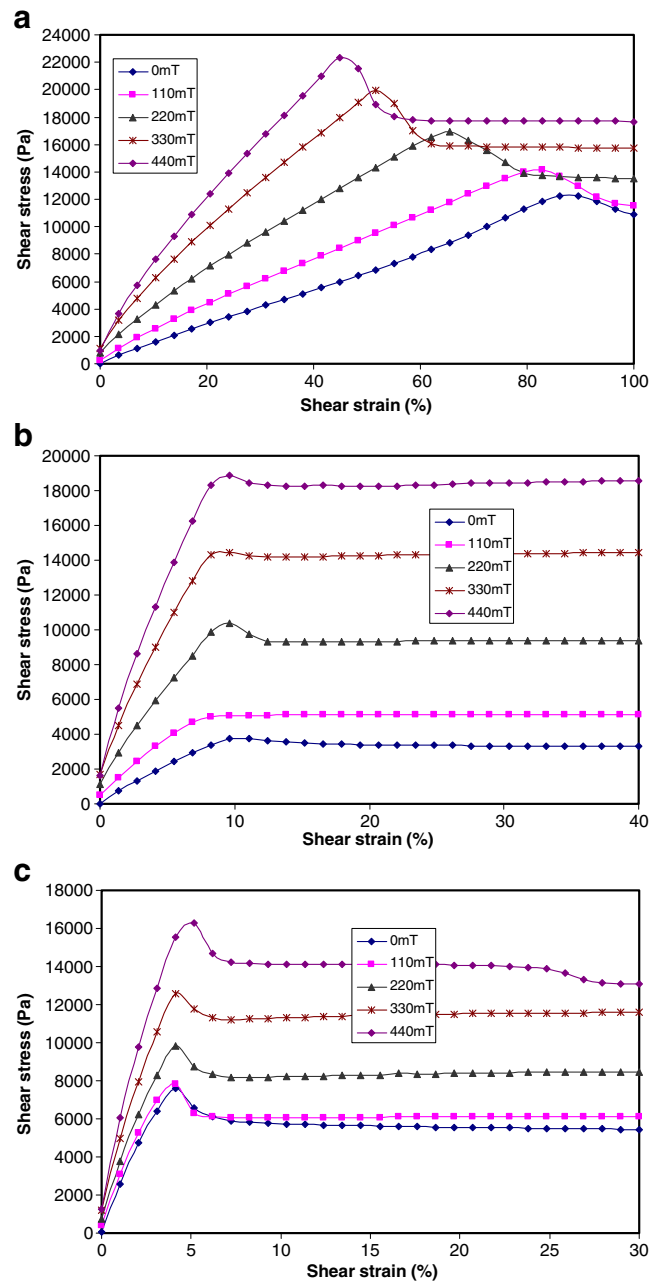 a
24000
22000
20000
18000
16000
14000
12000
10000
8000
6000
4000
2000
0
Shear stress (Pa)
0mT
110mT
220mT
330mT
440mT
0 20 40 60 80 100
Shear strain (%)
b
20000
18000
16000
14000
12000
10000
8000
6000
4000
2000
0
Shear stress (Pa)
0mT
110mT
220mT
330mT
440mT
0 10 20 30 40
Shear strain (%)
c
18000
16000
14000
12000
10000
8000
6000
4000
2000
0
Shear stress (Pa)
0mT
110mT
220mT
330mT
440mT
0 5 10 15 20 25 30
Shear strain (%)